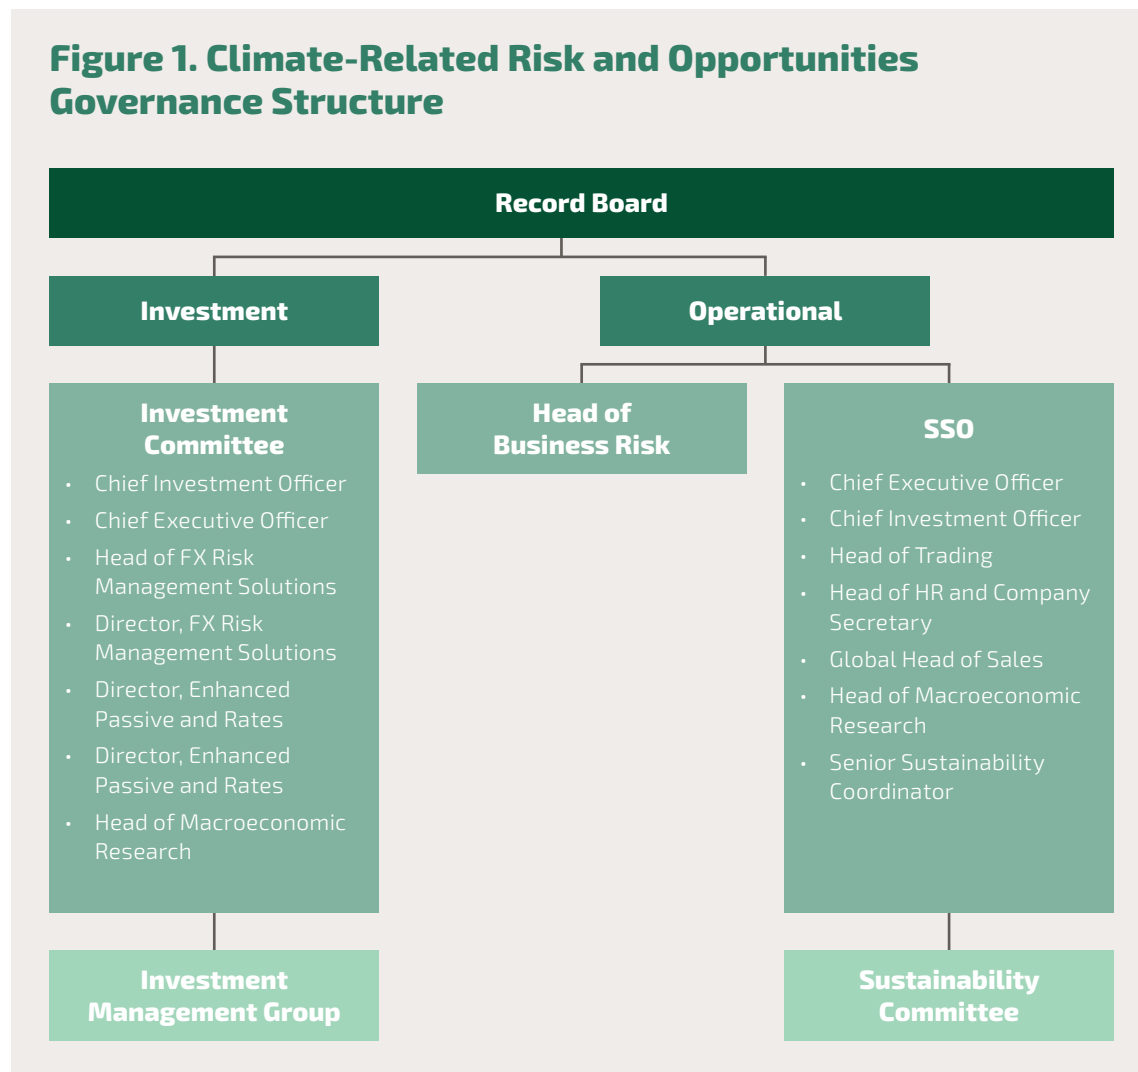 Figure 1. Climate-Related Risk and Opportunities
Governance Structure
Record Board
Investment
Operational
Investment
Committee
• Chief Investment Officer
• Chief Executive Officer
• Head of FX Risk
Management Solutions
• Director, FX Risk
Management Solutions
• Director, Enhanced
Passive and Rates
• Director, Enhanced
Passive and Rates
• Head of Macroeconomic
Research
Head of
Business Risk
SSO
• Chief Executive Officer
• Chief Investment Officer
• Head of Trading
• Head of HR and Company
Secretary
• Global Head of Sales
• Head of Macroeconomic
Research
• Senior Sustainability
Coordinator
Investment
Management Group
Sustainability
Committee